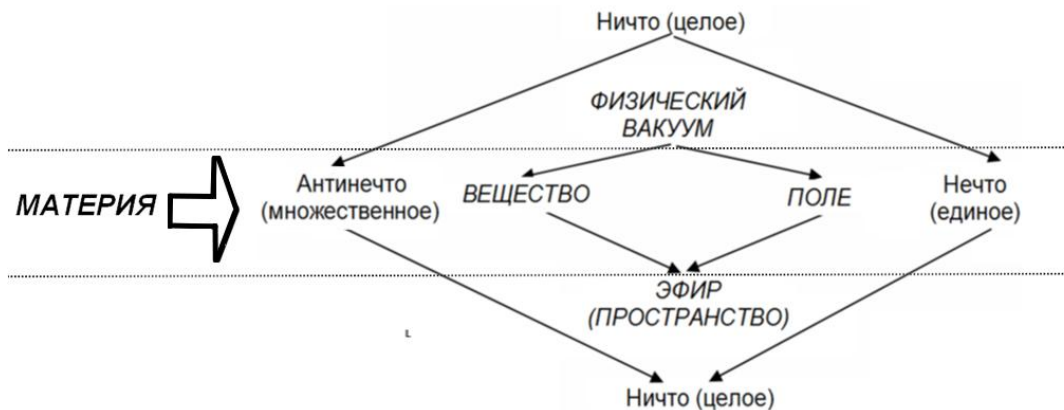 Ничто (целое)
ФИЗИЧЕСКИЙ
ВАКУУМ
МАТЕРИЯ
Антинечто
(множественное)
ВЕЩЕСТВО
ПОЛЕ
Нечто
(единое)
ЭФИР
(ПРОСТРАНСТВО)
Ничто (целое)